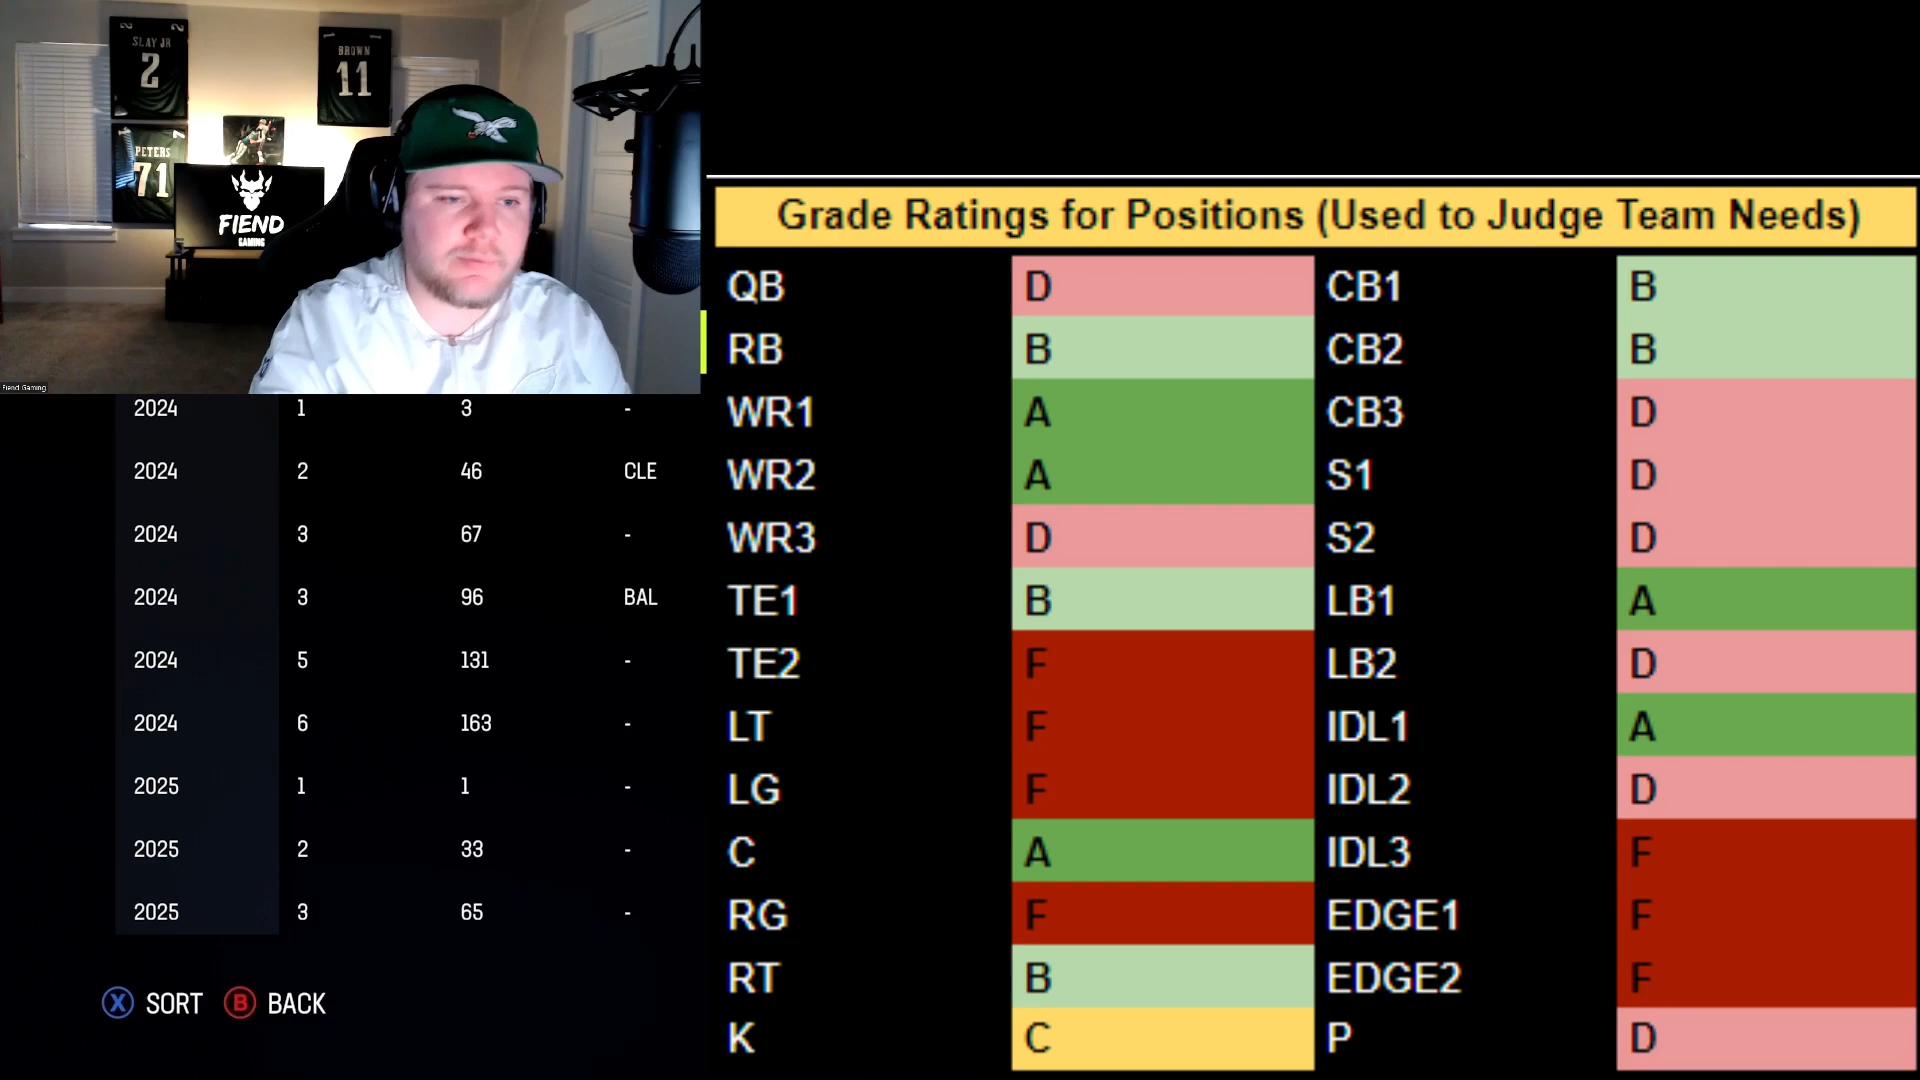 SLAY JR
2
BROWN
11
PETERS
71
FIEND
GAMING
Fiend Gaming
2024 1 3 -
2024 2 46 CLE
2024 3 67 -
2024 3 96 BAL
2024 5 131 -
2024 6 163 -
2025 1 1 -
2025 2 33 -
2025 3 65 -
X SORT B BACK
Grade Ratings for Positions (Used to Judge Team Needs)
QB D CB1 B
RB B CB2 B
WR1 A CB3 D
WR2 A S1 D
WR3 D S2 D
TE1 B LB1 A
TE2 F LB2 D
LT F IDL1 A
LG F IDL2 D
C A IDL3 F
RG F EDGE1 F
RT B EDGE2 F
K C P D